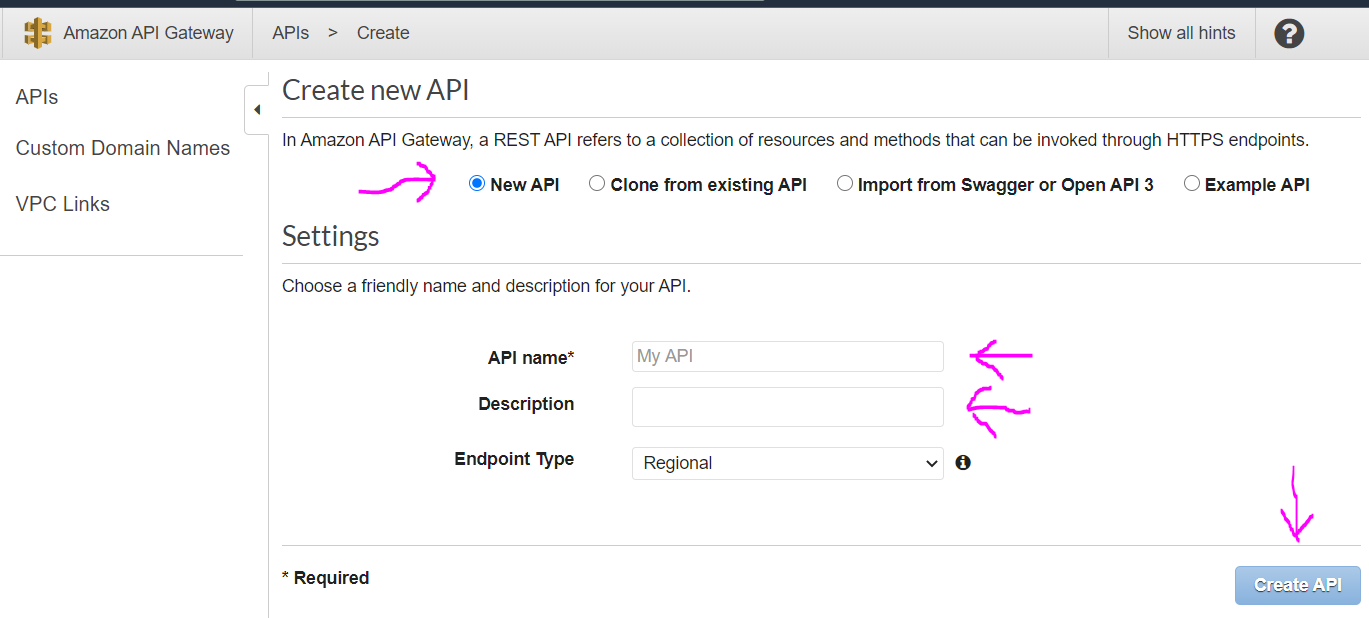 Amazon API Gateway APIs > Create Show all hints ?
APIs
Custom Domain Names
VPC Links
Create new API
In Amazon API Gateway, a REST API refers to a collection of resources and methods that can be invoked through HTTPS endpoints.
New API Clone from existing API Import from Swagger or Open API 3 Example API
Settings
Choose a friendly name and description for your API.
API name* My API
Description
Endpoint Type Regional
* Required
Create API